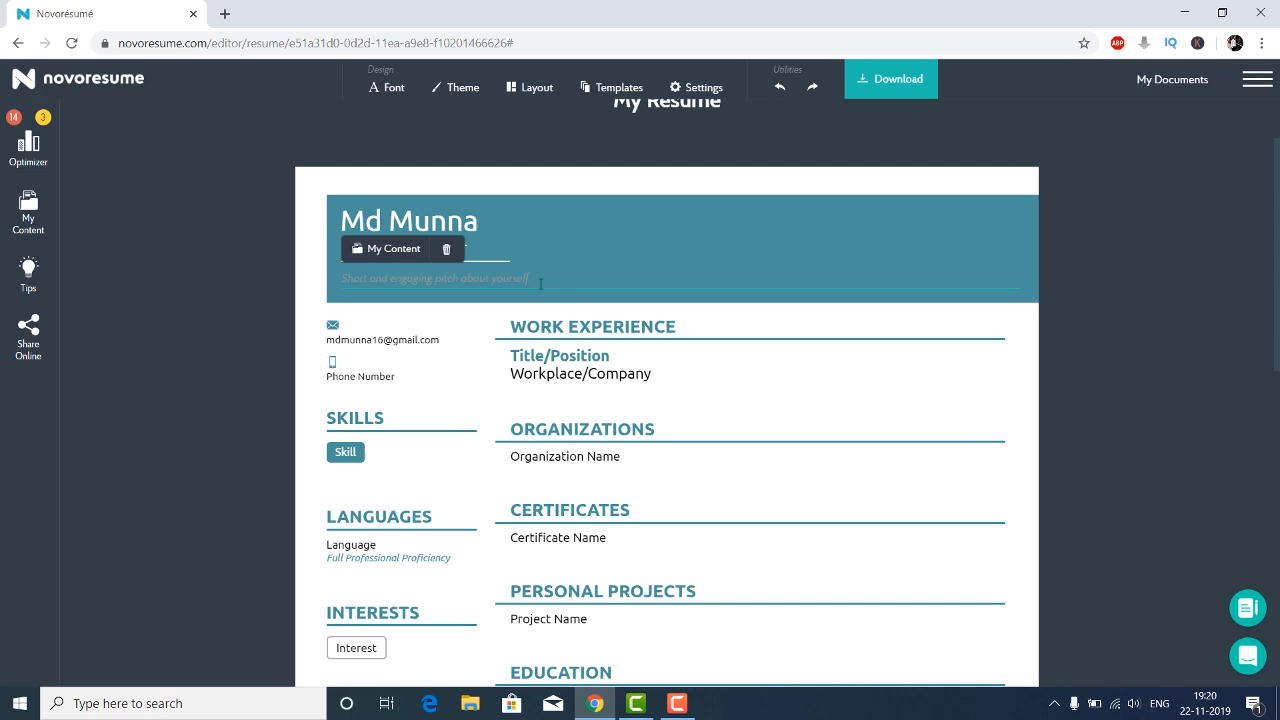 Novorésumé
novoresume.com/editor/resume/e51a31d0-0d12-11ea-a9e8-f10201466626#
ABP
IQ
K
novoresume
Design
Font
Theme
Layout
Templates
Settings
Utilities
Download
My Documents
14
3
Optimizer
My Content
Tips
Share Online
My Resume
Md Munna
My Content
Short and engaging pitch about yourself.
mdmunna16@gmail.com
Phone Number
SKILLS
Skill
LANGUAGES
Language
Full Professional Proficiency
INTERESTS
Interest
WORK EXPERIENCE
Title/Position
Workplace/Company
ORGANIZATIONS
Organization Name
CERTIFICATES
Certificate Name
PERSONAL PROJECTS
Project Name
EDUCATION
Type here to search
ENG
19:20
22-11-2019
1